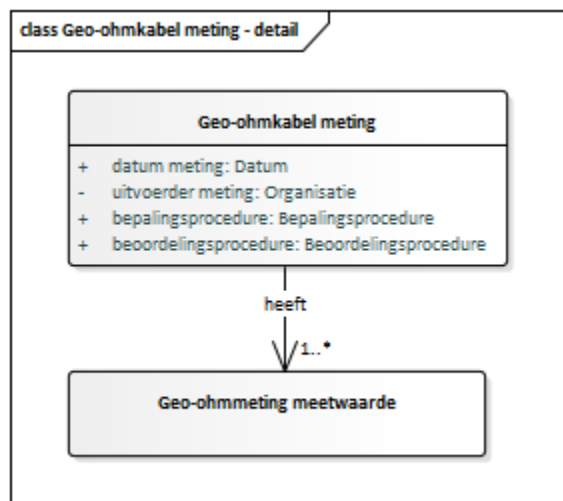 class Geo-ohmkabel meting - detail
Geo-ohmkabel meting
+ datum meting: Datum
- uitvoerder meting: Organisatie
+ bepalingsprocedure: Bepalingsprocedure
+ beoordelingsprocedure: Beoordelingsprocedure
heeft
1..*
Geo-ohmmeting meetwaarde